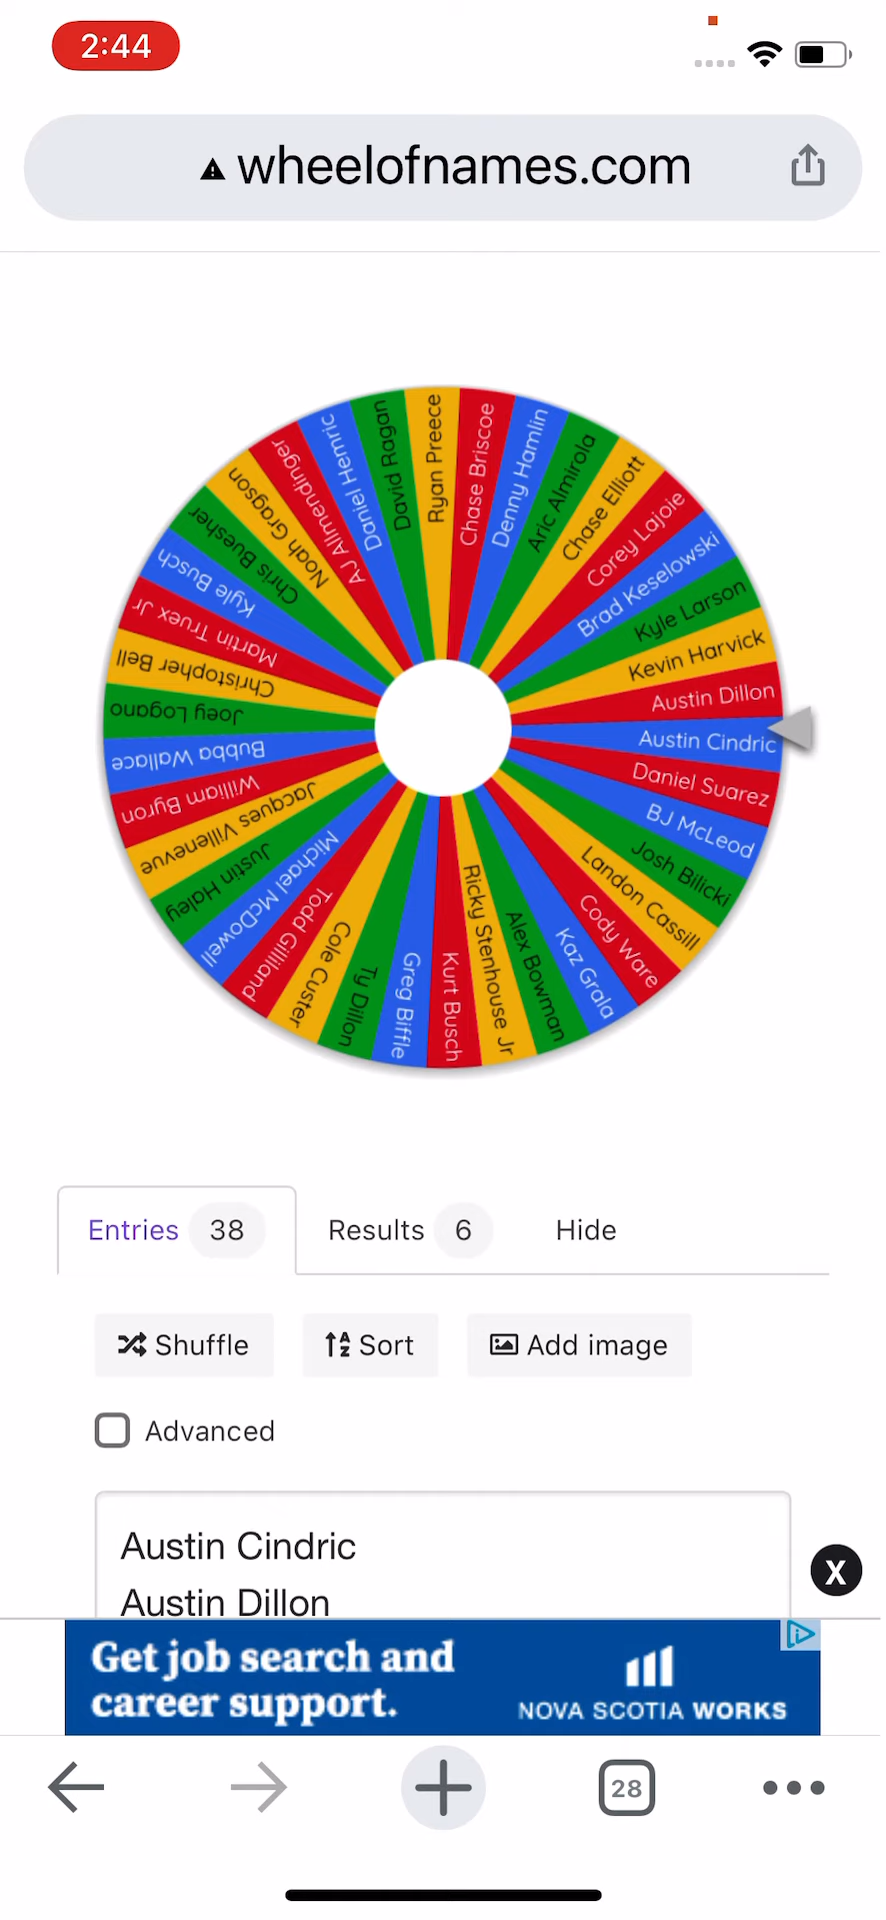 2:44
wheelofnames.com
Ryan Preece
Chase Briscoe
Denny Hamlin
Aric Almirola
Chase Elliott
Corey Lajoie
Brad Keselowski
Kyle Larson
Kevin Harvick
Austin Dillon
Austin Cindric
Daniel Suarez
BJ McLeod
Josh Bilicki
Landon Cassill
Cody Ware
Kaz Grala
Alex Bowman
Ricky Stenhouse Jr
Kurt Busch
Greg Biffle
Ty Dillon
Cole Custer
Todd Gilliland
Michael McDowell
Justin Haley
Jacques Villenevue
William Byron
Bubba Wallace
Joey Logano
Christopher Bell
Martin Truex Jr
Kyle Busch
Chris Buesher
Noah Gragson
AJ Allmendinger
Daniel Hemric
David Ragan
Entries 38 Results 6 Hide
Shuffle Sort Add image
Advanced
Austin Cindric
Austin Dillon
X
Get job search and
career support.
NOVA SCOTIA WORKS
28